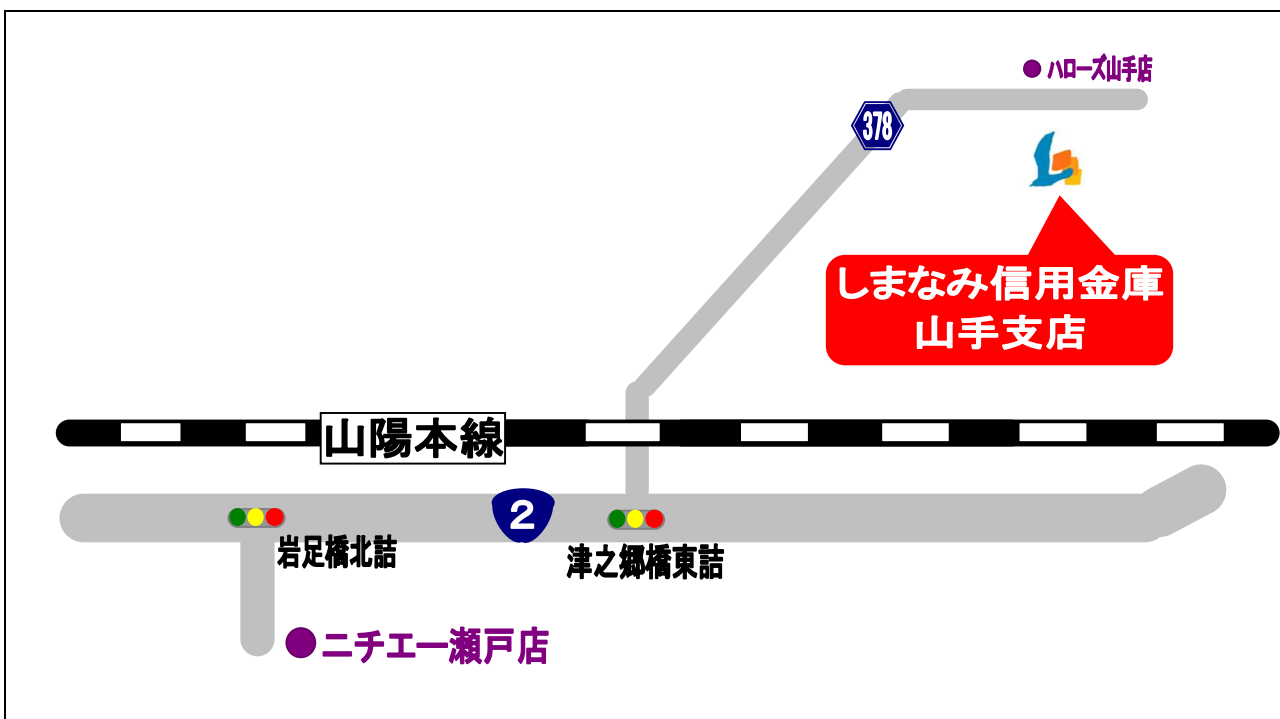 ハローズ山手店
378
しまなみ信用金庫
山手支店
山陽本線
2
岩足橋北詰
津之郷橋東詰
ニチエー瀬戸店